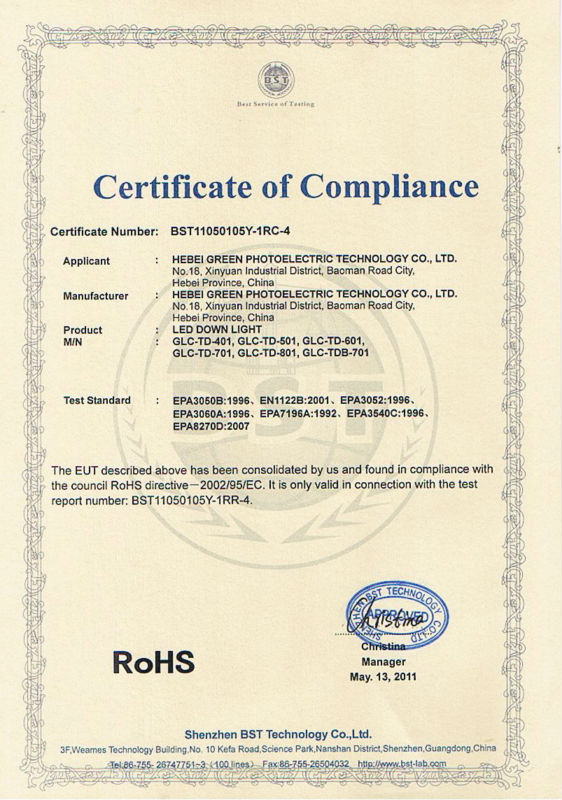 BST
Best Service of Testing
Certificate of Compliance
Certificate Number: BST11050105Y-1RC-4
Applicant : HEBEI GREEN PHOTOELECTRIC TECHNOLOGY CO., LTD.
No.18, Xinyuan Industrial District, Baoman Road City,
Hebei Province, China
Manufacturer : HEBEI GREEN PHOTOELECTRIC TECHNOLOGY CO., LTD.
No.18, Xinyuan Industrial District, Baoman Road City,
Hebei Province, China
Product : LED DOWN LIGHT
M/N : GLC-TD-401, GLC-TD-501, GLC-TD-601,
GLC-TD-701, GLC-TD-801, GLC-TDB-701
BST
Test Standard : EPA3050B:1996、EN1122B:2001、EPA3052:1996、
EPA3060A:1996、EPA7196A:1992、EPA3540C:1996、
EPA8270D:2007
The EUT described above has been consolidated by us and found in compliance with
the council RoHS directive－2002/95/EC. It is only valid in connection with the test
report number: BST11050105Y-1RR-4.
SHENZHEN BST TECHNOLOGY CO.,LTD
APPROVED
Christina
Christina
Manager
May. 13, 2011
RoHS
Shenzhen BST Technology Co.,Ltd.
3F,Weames Technology Building,No. 10 Kefa Road,Science Park,Nanshan District,Shenzhen,Guangdong,China
Tel:86-755- 26747751~3（100 lines） Fax:86-755-26504032 http://www.bst-lab.com